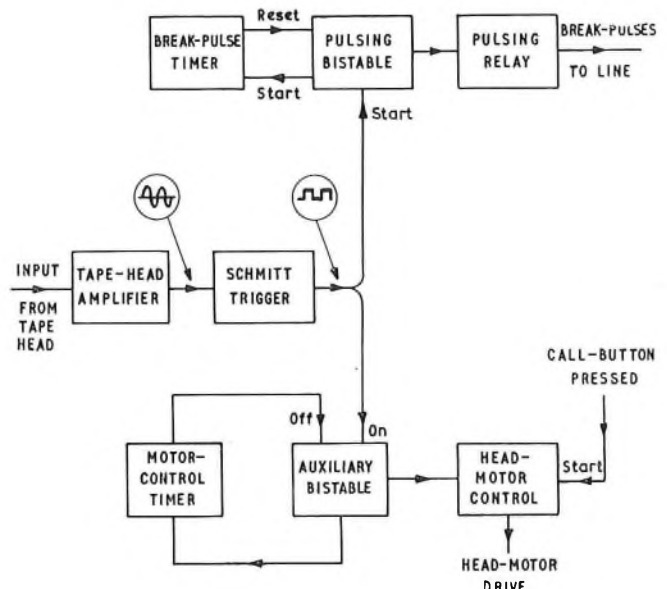 Reset
BREAK-PULSE
TIMER
PULSING
BISTABLE
PULSING
RELAY
BREAK-PULSES
TO LINE
Start
Start
INPUT
FROM
TAPE
HEAD
TAPE-HEAD
AMPLIFIER
SCHMITT
TRIGGER
CALL-BUTTON
PRESSED
Off
On
MOTOR-
CONTROL
TIMER
AUXILIARY
BISTABLE
HEAD-
MOTOR
CONTROL
Start
HEAD-MOTOR
DRIVE